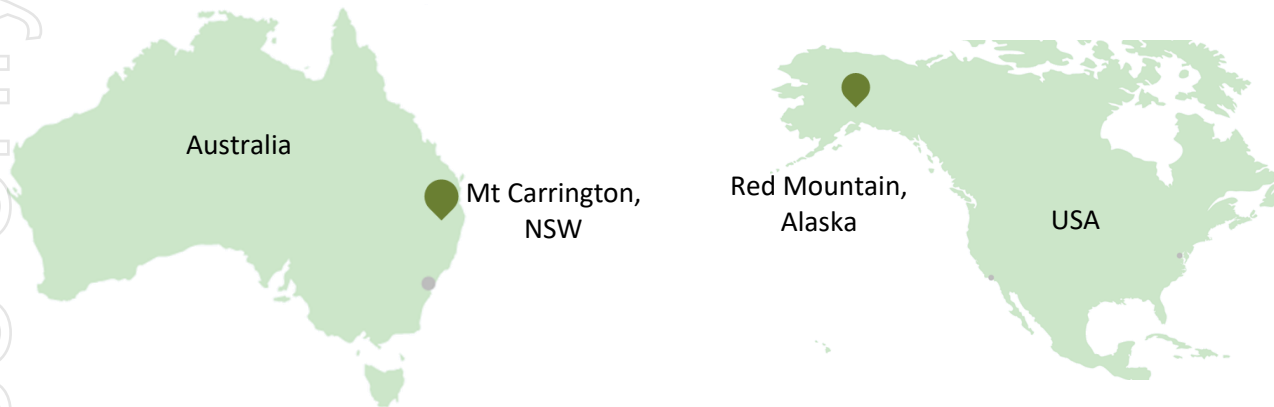 Australia
Mt Carrington,
NSW
Red Mountain,
Alaska
USA